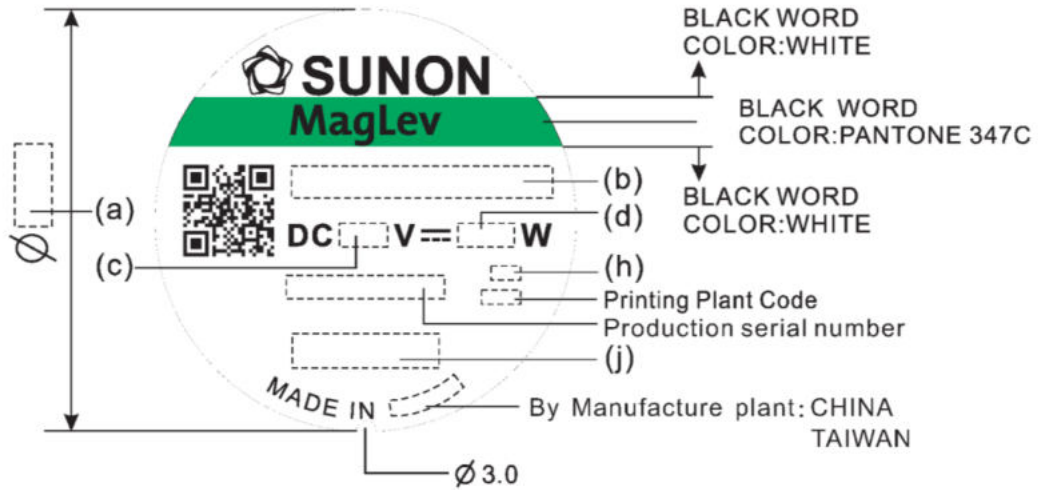 BLACK WORD
COLOR:WHITE
SUNON
MagLev
BLACK WORD
COLOR:PANTONE 347C
(b)
BLACK WORD
COLOR:WHITE
(a)
Ø
(d)
DC V⎓ W
(c)
(h)
Printing Plant Code
Production serial number
(j)
MADE IN
By Manufacture plant: CHINA
TAIWAN
Ø 3.0